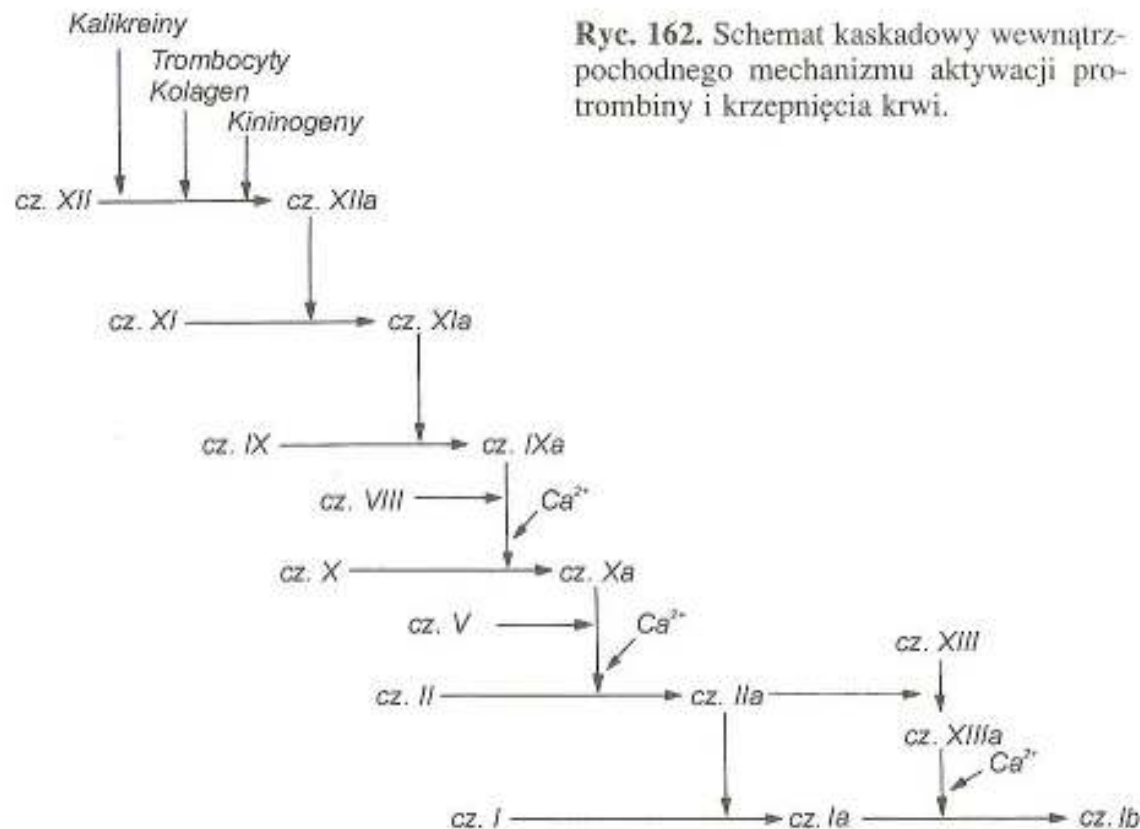 Kalikreiny
Trombocyty
Kolagen
Kininogeny
Ryc. 162. Schemat kaskadowy wewnątrz-
pochodnego mechanizmu aktywacji pro-
trombiny i krzepnięcia krwi.
cz. XII cz. XIIa
cz. XI cz. XIa
cz. IX cz. IXa
cz. VIII Ca²⁺
cz. X cz. Xa
cz. V Ca²⁺
cz. XIII
cz. II cz. IIa
cz. XIIIa
Ca²⁺
cz. I cz. Ia cz. Ib